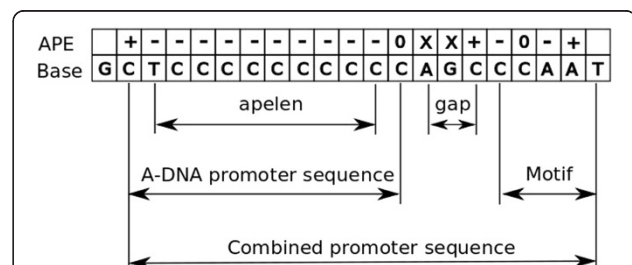 APE + - - - - - - - - - - 0 X X + - 0 - +
Base G C T C C C C C C C C C C A G C C C A A T
apelen gap
A-DNA promoter sequence Motif
Combined promoter sequence